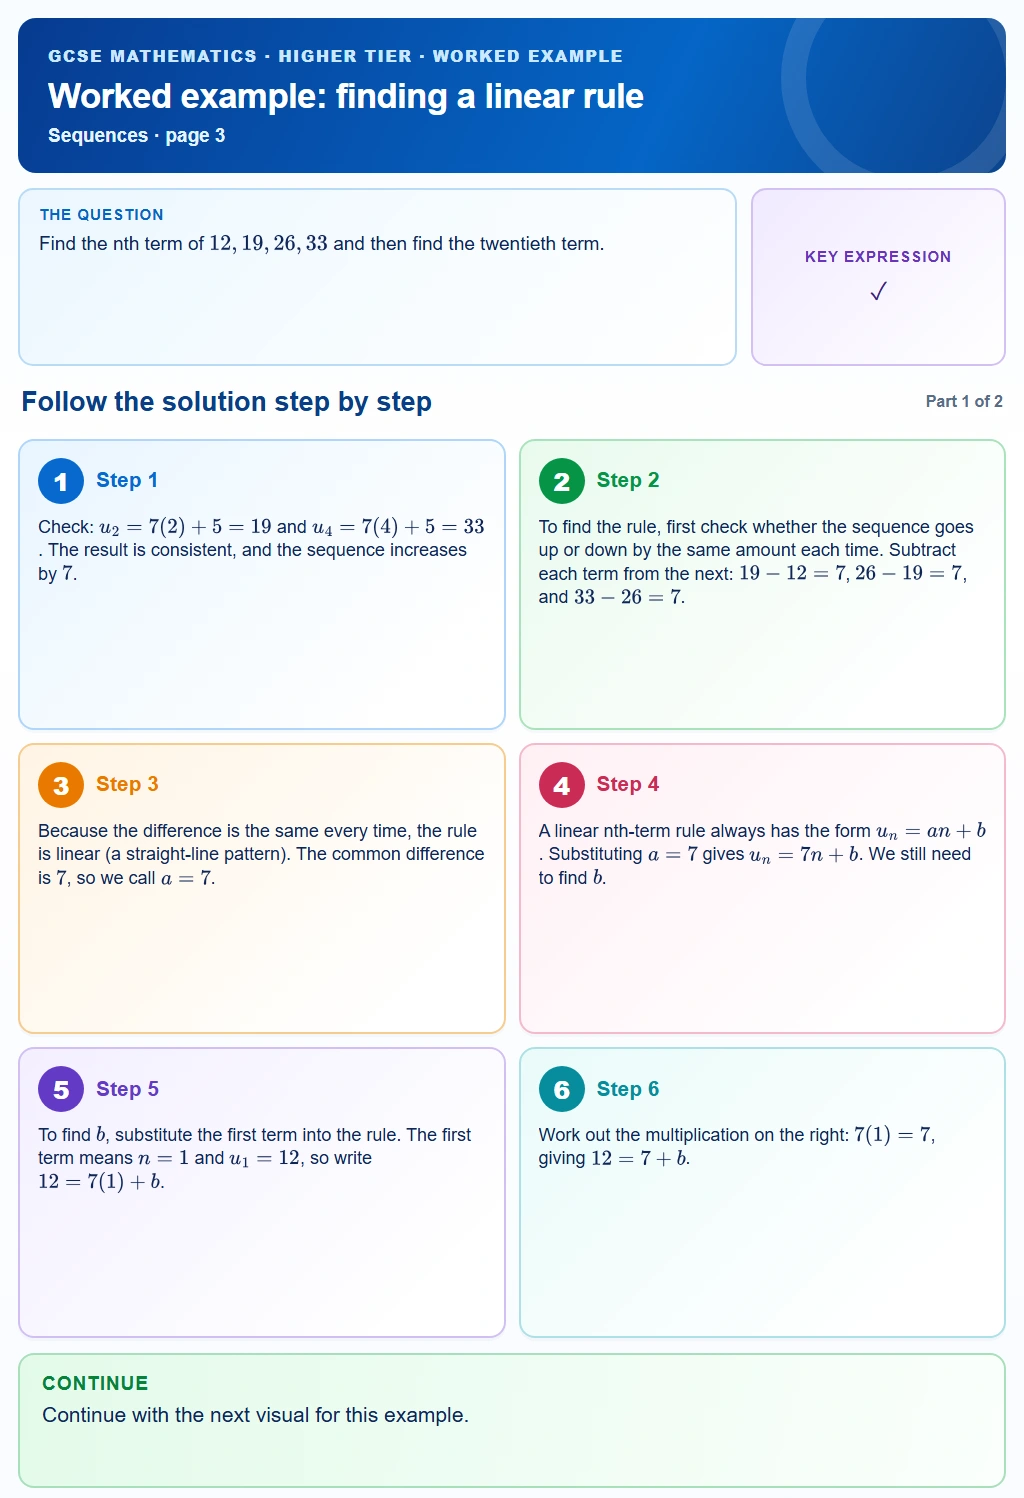 GCSE MATHEMATICS · HIGHER TIER · WORKED EXAMPLE
Worked example: finding a linear rule
Sequences · page 3
THE QUESTION
Find the nth term of 12, 19, 26, 33 and then find the twentieth term.
KEY EXPRESSION
✓
Follow the solution step by step
Part 1 of 2
1 Step 1
Check: u₂ = 7(2) + 5 = 19 and u₄ = 7(4) + 5 = 33
. The result is consistent, and the sequence increases
by 7.
2 Step 2
To find the rule, first check whether the sequence goes
up or down by the same amount each time. Subtract
each term from the next: 19 − 12 = 7, 26 − 19 = 7,
and 33 − 26 = 7.
3 Step 3
Because the difference is the same every time, the rule
is linear (a straight-line pattern). The common difference
is 7, so we call a = 7.
4 Step 4
A linear nth-term rule always has the form uₙ = an + b
. Substituting a = 7 gives uₙ = 7n + b. We still need
to find b.
5 Step 5
To find b, substitute the first term into the rule. The first
term means n = 1 and u₁ = 12, so write
12 = 7(1) + b.
6 Step 6
Work out the multiplication on the right: 7(1) = 7,
giving 12 = 7 + b.
CONTINUE
Continue with the next visual for this example.